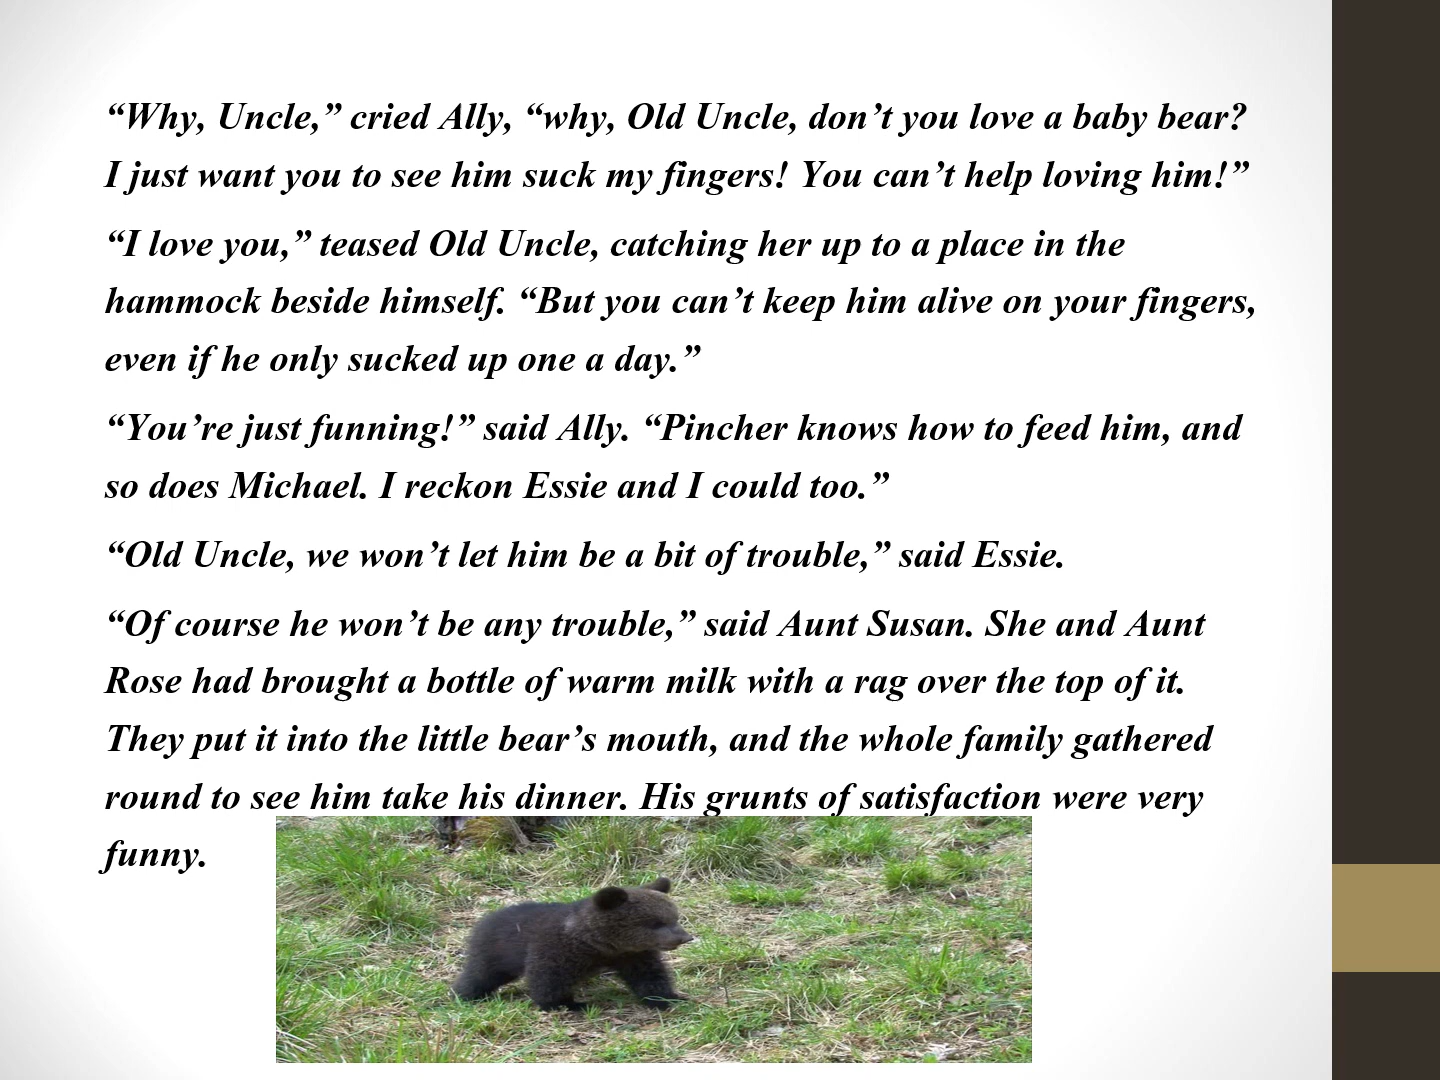 “Why, Uncle,” cried Ally, “why, Old Uncle, don’t you love a baby bear?
I just want you to see him suck my fingers! You can’t help loving him!”
“I love you,” teased Old Uncle, catching her up to a place in the
hammock beside himself. “But you can’t keep him alive on your fingers,
even if he only sucked up one a day.”
“You’re just funning!” said Ally. “Pincher knows how to feed him, and
so does Michael. I reckon Essie and I could too.”
“Old Uncle, we won’t let him be a bit of trouble,” said Essie.
“Of course he won’t be any trouble,” said Aunt Susan. She and Aunt
Rose had brought a bottle of warm milk with a rag over the top of it.
They put it into the little bear’s mouth, and the whole family gathered
round to see him take his dinner. His grunts of satisfaction were very
funny.